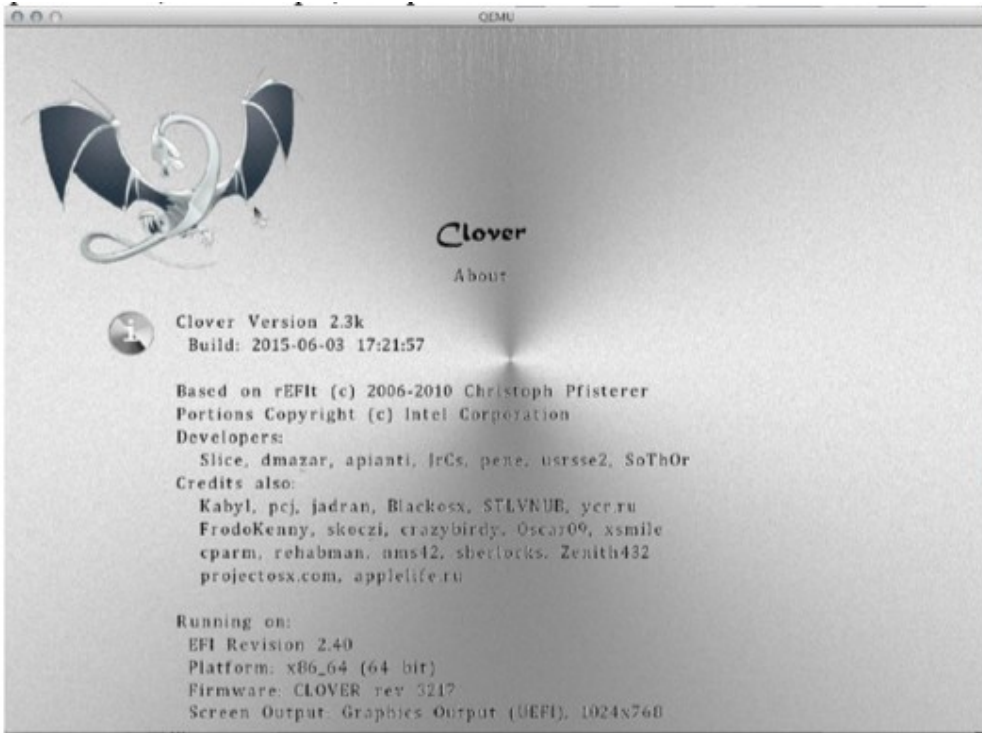 QEMU
Clover
About
Clover Version 2.3k
Build: 2015-06-03 17:21:57
Based on rEFIt (c) 2006-2010 Christoph Pfisterer
Portions Copyright (c) Intel Corporation
Developers:
Slice, dmazar, apianti, JrCs, pene, usrsse2, SoThOr
Credits also:
Kabyl, pcj, jadran, Blackosx, STLVNUB, ycr.ru
FrodoKenny, skoczi, crazybirdy, Oscar09, xsmile
cparm, rehabman, nms42, sherlocks, Zenith432
projectosx.com, applelife.ru
Running on:
EFI Revision 2.40
Platform: x86_64 (64 bit)
Firmware: CLOVER rev 3217
Screen Output: Graphics Output (UEFI), 1024x768